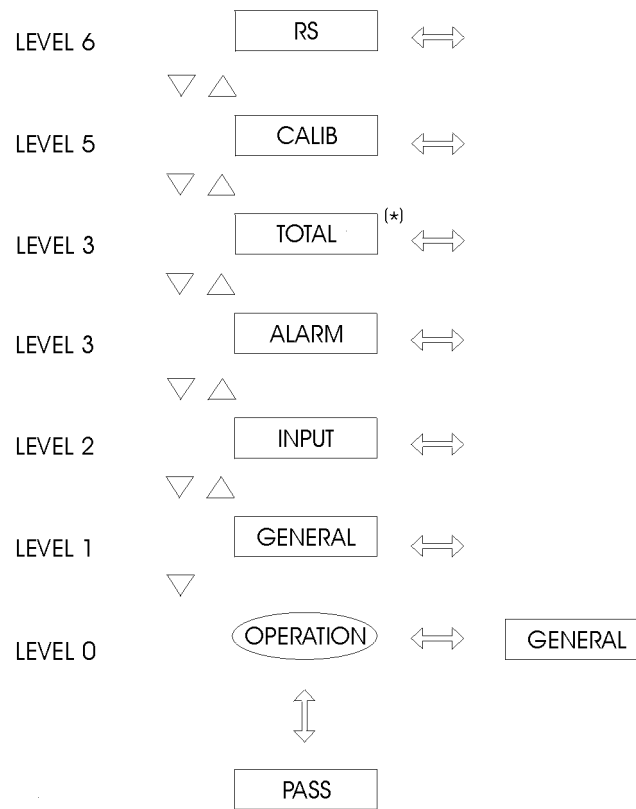 LEVEL 6 RS
LEVEL 5 CALIB
LEVEL 3 TOTAL (*)
LEVEL 3 ALARM
LEVEL 2 INPUT
LEVEL 1 GENERAL
LEVEL 0 OPERATION GENERAL
PASS